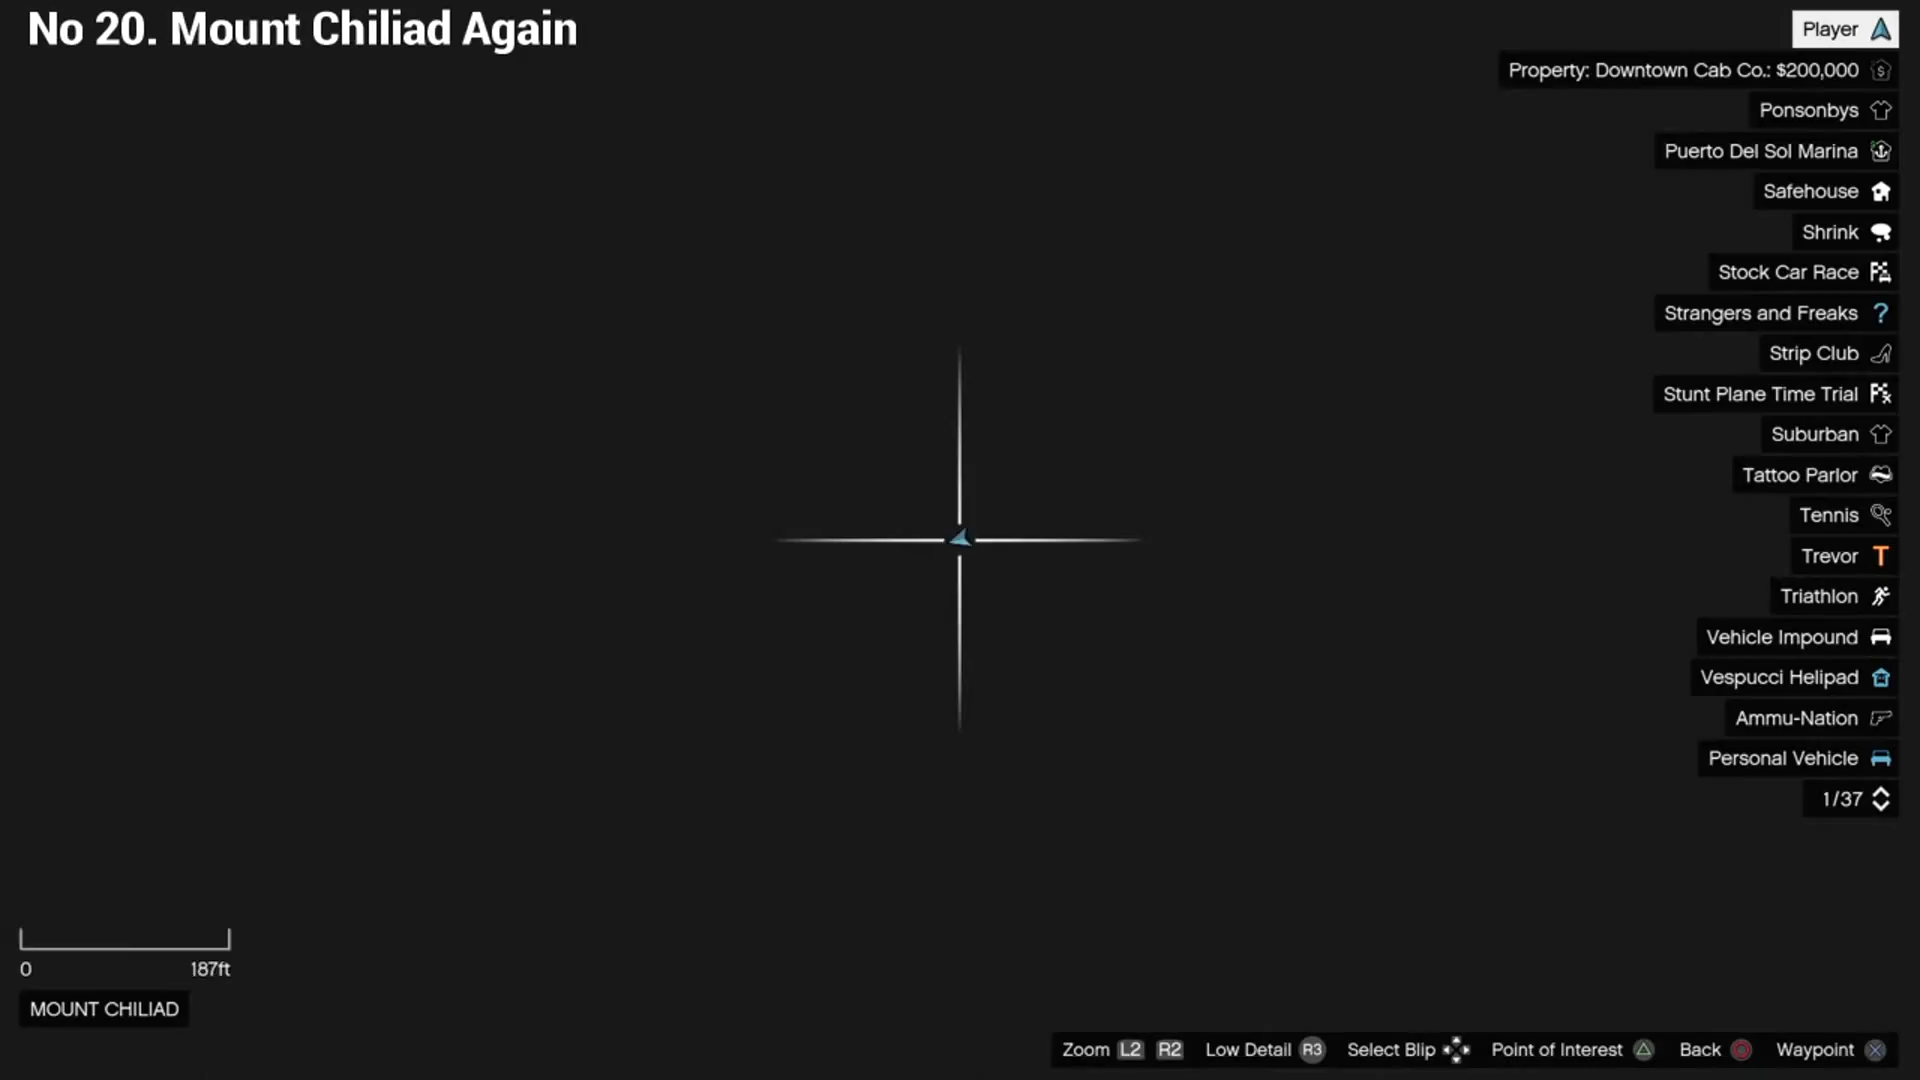 No 20. Mount Chiliad Again
Player
Property: Downtown Cab Co.: $200,000
Ponsonbys
Puerto Del Sol Marina
Safehouse
Shrink
Stock Car Race
Strangers and Freaks ?
Strip Club
Stunt Plane Time Trial
Suburban
Tattoo Parlor
Tennis
Trevor T
Triathlon
Vehicle Impound
Vespucci Helipad
Ammu-Nation
Personal Vehicle
1/37
0 187ft
MOUNT CHILIAD
Zoom L2 R2 Low Detail R3 Select Blip Point of Interest Back Waypoint